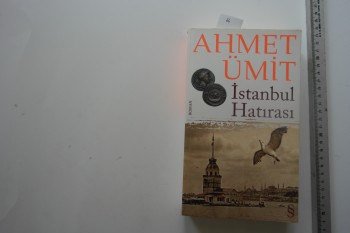 AHMET
ÜMİT
İstanbul
Hatırası